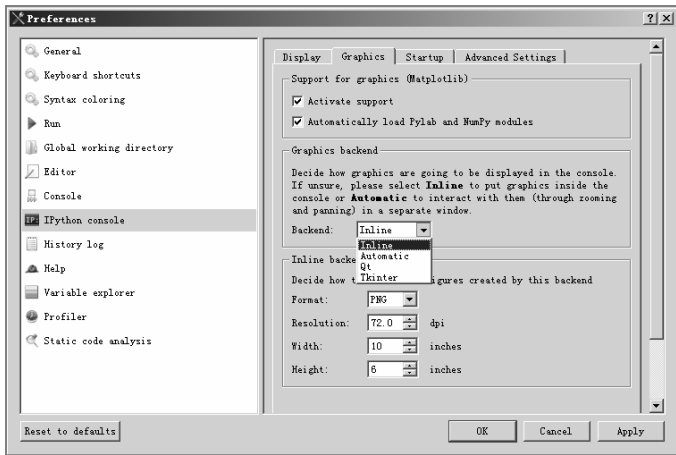 Preferences
General
Keyboard shortcuts
Syntax coloring
Run
Global working directory
Editor
Console
IPython console
History log
Help
Variable explorer
Profiler
Static code analysis
Display Graphics Startup Advanced Settings
Support for graphics (Matplotlib)
Activate support
Automatically load Pylab and NumPy modules
Graphics backend
Decide how graphics are going to be displayed in the console.
If unsure, please select Inline to put graphics inside the
console or Automatic to interact with them (through zooming
and panning) in a separate window.
Backend: Inline
Inline
Automatic
Qt
Tkinter
Inline backe
Decide how t igures created by this backend
Format: PNG
Resolution: 72.0 dpi
Width: 10 inches
Height: 6 inches
Reset to defaults OK Cancel Apply